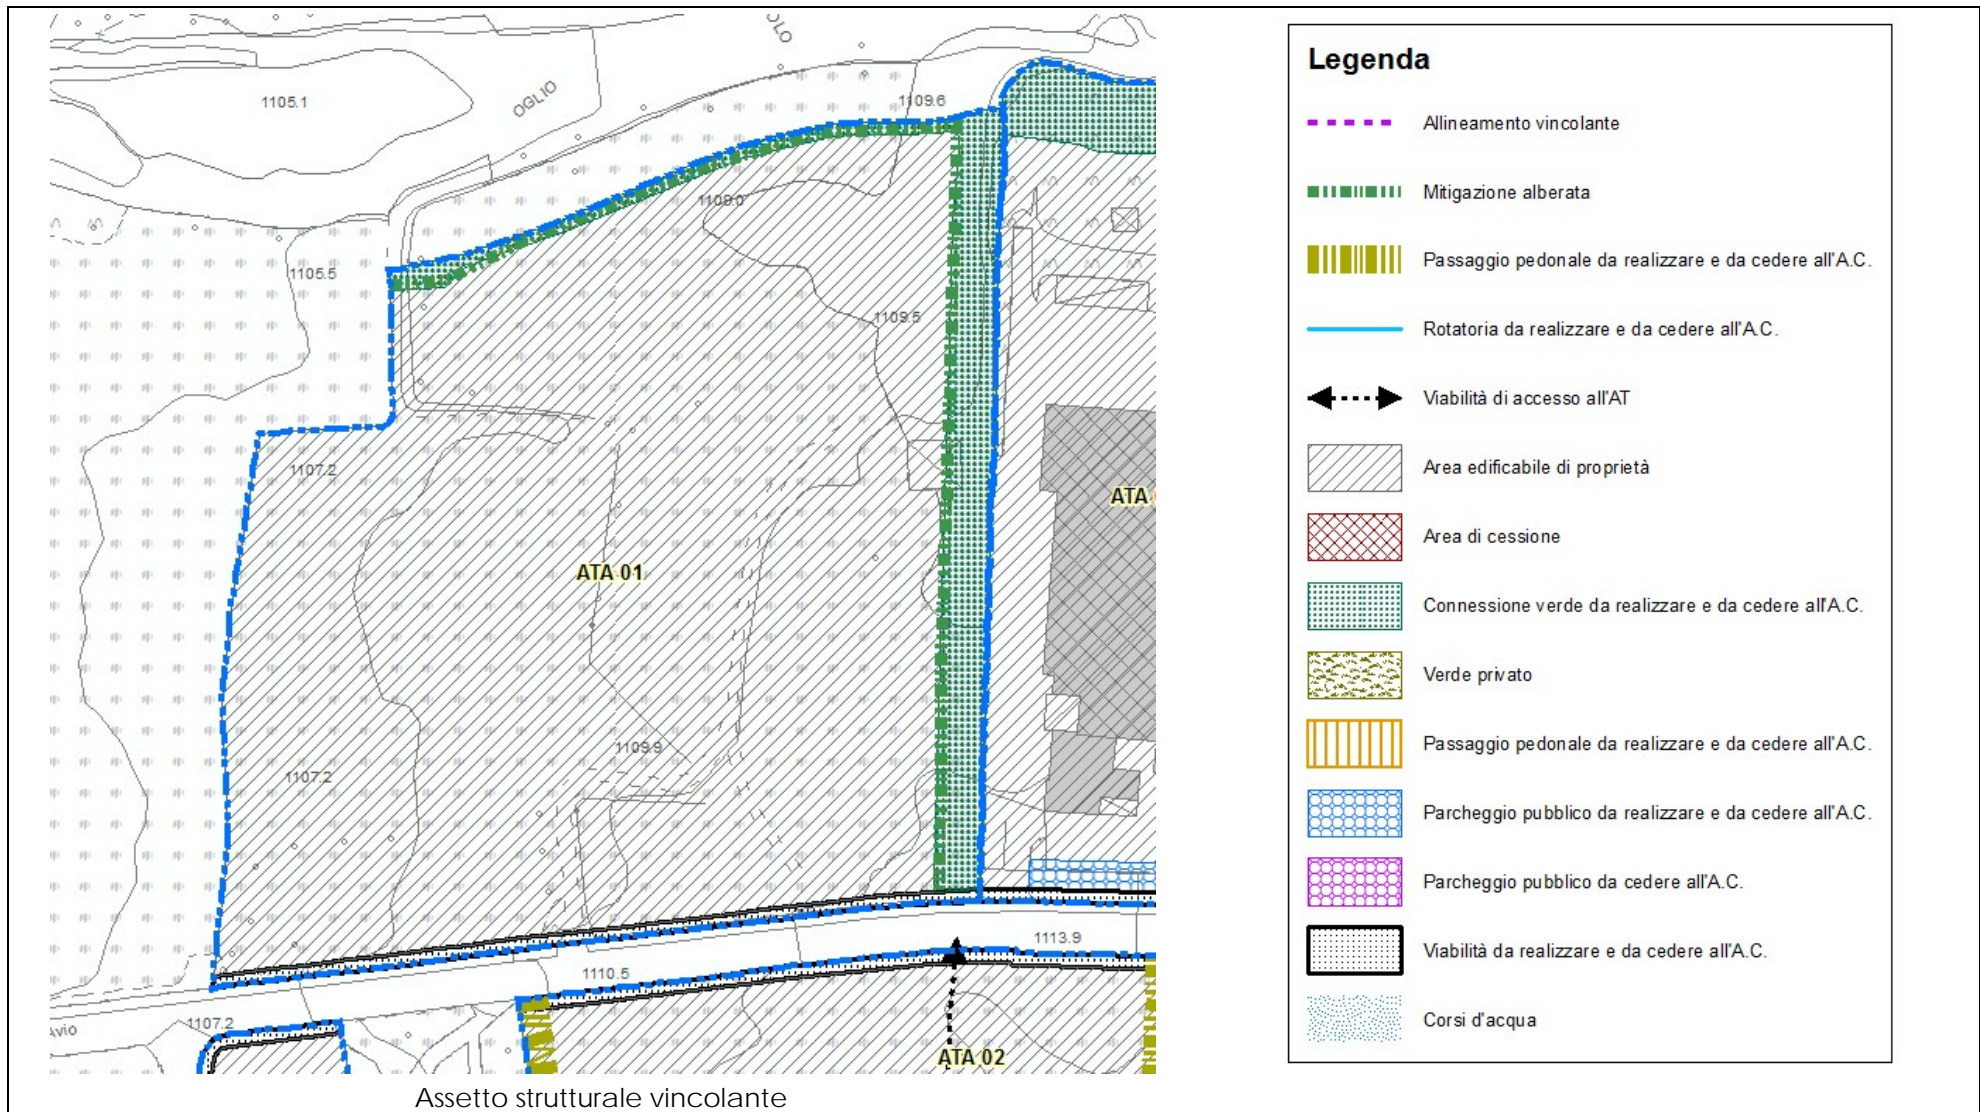 OLO
1105.1
OGLIO
1109.6
1109.0
1105.5
1109.5
1107.2
ATA
ATA 01
1109.9
1107.2
1113.9
1110.5
1107.2
Avio
ATA 02
Assetto strutturale vincolante
Legenda
Allineamento vincolante
Mitigazione alberata
Passaggio pedonale da realizzare e da cedere all'A.C.
Rotatoria da realizzare e da cedere all'A.C.
Viabilità di accesso all'AT
Area edificabile di proprietà
Area di cessione
Connessione verde da realizzare e da cedere all'A.C.
Verde privato
Passaggio pedonale da realizzare e da cedere all'A.C.
Parcheggio pubblico da realizzare e da cedere all'A.C.
Parcheggio pubblico da cedere all'A.C.
Viabilità da realizzare e da cedere all'A.C.
Corsi d'acqua